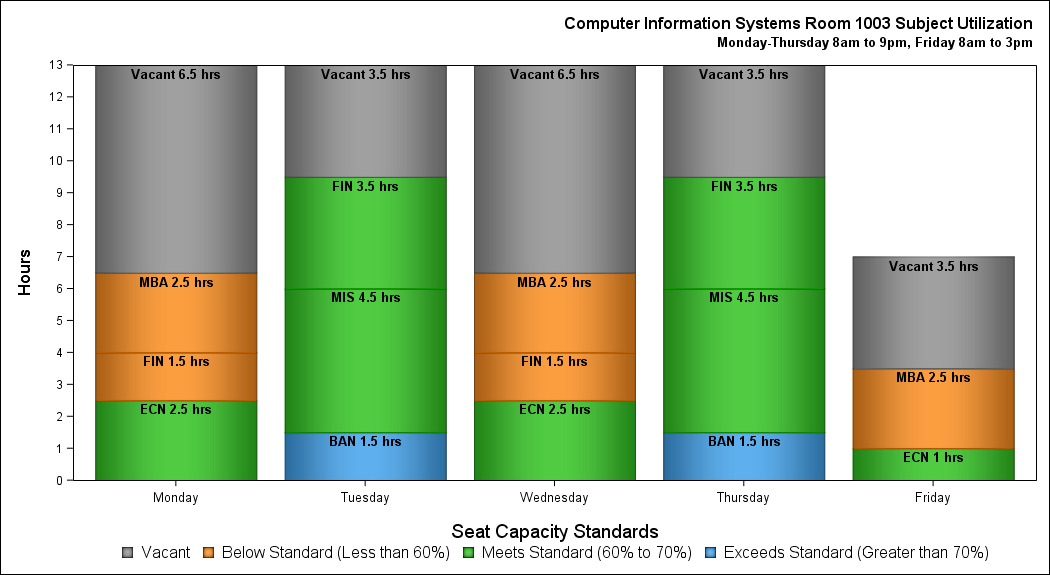 Computer Information Systems Room 1003 Subject Utilization
Monday-Thursday 8am to 9pm, Friday 8am to 3pm
Hours
13
12
11
10
9
8
7
6
5
4
3
2
1
0
Vacant 6.5 hrs
MBA 2.5 hrs
FIN 1.5 hrs
ECN 2.5 hrs
Vacant 3.5 hrs
FIN 3.5 hrs
MIS 4.5 hrs
BAN 1.5 hrs
Vacant 6.5 hrs
MBA 2.5 hrs
FIN 1.5 hrs
ECN 2.5 hrs
Vacant 3.5 hrs
FIN 3.5 hrs
MIS 4.5 hrs
BAN 1.5 hrs
Vacant 3.5 hrs
MBA 2.5 hrs
ECN 1 hrs
Monday Tuesday Wednesday Thursday Friday
Seat Capacity Standards
Vacant Below Standard (Less than 60%) Meets Standard (60% to 70%) Exceeds Standard (Greater than 70%)